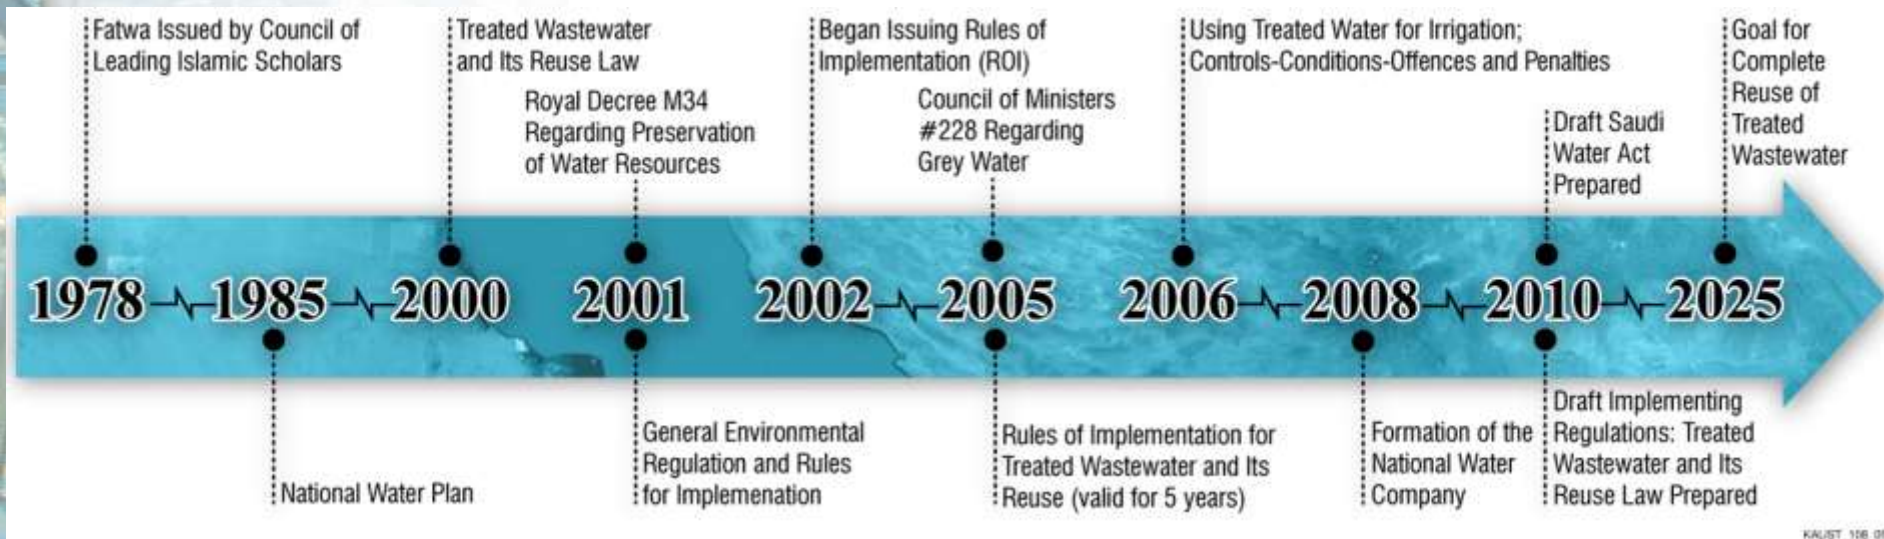 Fatwa Issued by Council of
Leading Islamic Scholars
Treated Wastewater
and Its Reuse Law
Royal Decree M34
Regarding Preservation
of Water Resources
Began Issuing Rules of
Implementation (ROI)
Council of Ministers
#228 Regarding
Grey Water
Using Treated Water for Irrigation;
Controls-Conditions-Offences and Penalties
Draft Saudi
Water Act
Prepared
Goal for
Complete
Reuse of
Treated
Wastewater
1978 1985 2000 2001 2002 2005 2006 2008 2010 2025
National Water Plan
General Environmental
Regulation and Rules
for Implemenation
Rules of Implementation for
Treated Wastewater and Its
Reuse (valid for 5 years)
Formation of the
National Water
Company
Draft Implementing
Regulations: Treated
Wastewater and Its
Reuse Law Prepared
KAUST